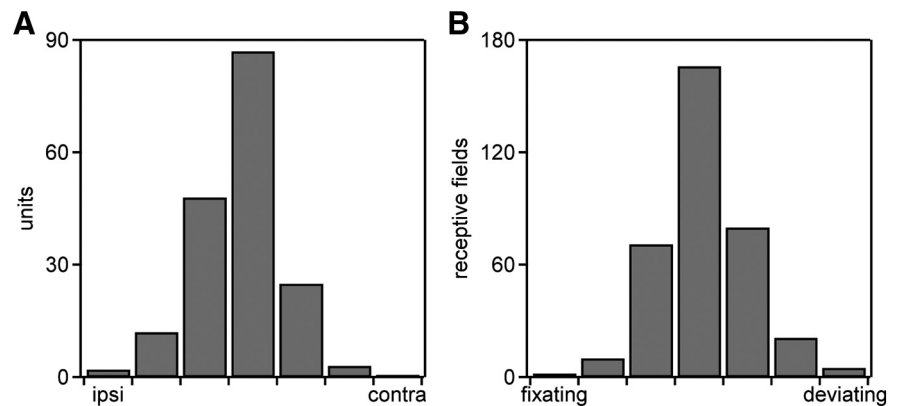 A
B
90
60
30
0
units
ipsi
contra
180
120
60
0
receptive fields
fixating
deviating